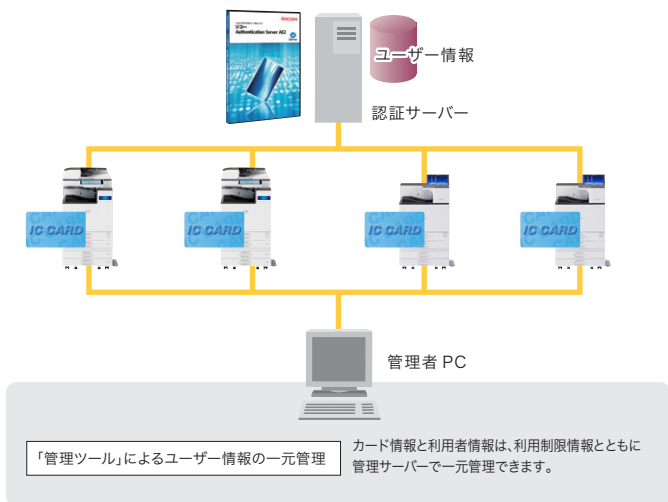 RICOH
リコー
Authentication Server AE2
ユーザー情報
認証サーバー
IC CARD
IC CARD
IC CARD
IC CARD
管理者 PC
「管理ツール」によるユーザー情報の一元管理
カード情報と利用者情報は、利用制限情報とともに
管理サーバーで一元管理できます。